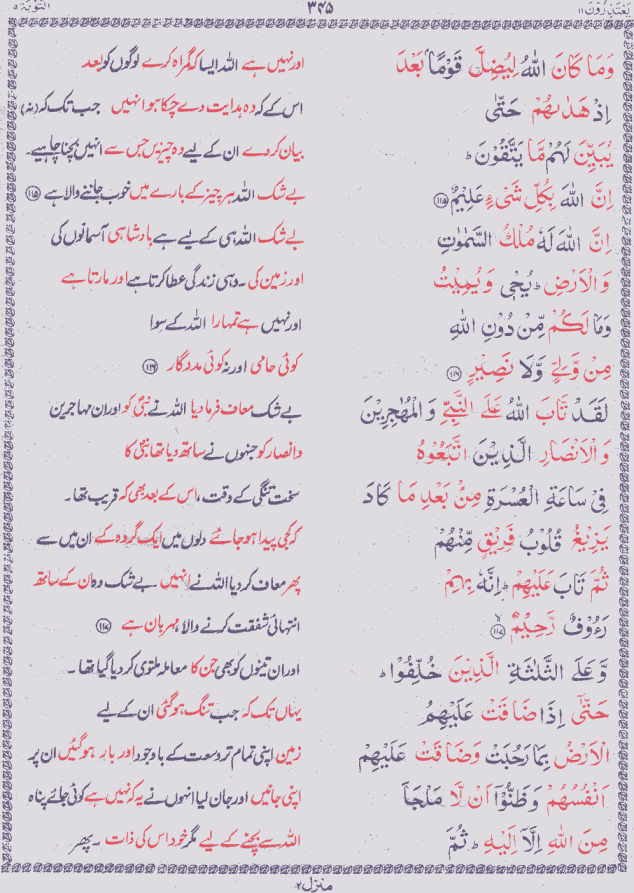 یَعْتَذِرُوْنَ ۱۱ ۳۴۵ التَّوْبَة ۹
وَمَا كَانَ اللّٰهُ لِیُضِلَّ قَوْمًۢا بَعْدَ اور نہیں ہے اللہ ایسا کہ گمراہ کرے لوگوں کو بعد
اِذْ هَدٰىهُمْ حَتّٰى اس کے کہ وہ ہدایت دے چکا ہو انہیں جب تک کہ (نہ)
یُبَیِّنَ لَهُمْ مَّا یَتَّقُوْنَ ؕ بیان کر دے ان کے لیے وہ چیزیں جس سے انہیں بچنا چاہیے۔
اِنَّ اللّٰهَ بِكُلِّ شَیْءٍ عَلِیْمٌ ﴿۱۱۵﴾ بے شک اللہ ہر چیز کے بارے میں خوب جاننے والا ہے ﴿۱۱۵﴾
اِنَّ اللّٰهَ لَهٗ مُلْكُ السَّمٰوٰتِ بے شک اللہ ہی کے لیے ہے بادشاہی آسمانوں کی
وَالْاَرْضِ ؕ یُحْیٖ وَیُمِیْتُ ؕ اور زمین کی۔ وہی زندگی عطا کرتا ہے اور مارتا ہے
وَمَا لَكُمْ مِّنْ دُوْنِ اللّٰهِ اور نہیں ہے تمہارا اللہ کے سوا
مِنْ وَّلِیٍّ وَّلَا نَصِیْرٍ ﴿۱۱۶﴾ کوئی حامی اور نہ کوئی مددگار ﴿۱۱۶﴾
لَقَدْ تَّابَ اللّٰهُ عَلَى النَّبِیِّ وَالْمُهٰجِرِیْنَ بے شک معاف فرما دیا اللہ نے نبیؐ کو اور ان مہاجرین
وَالْاَنْصَارِ الَّذِیْنَ اتَّبَعُوْهُ وانصار کو جنہوں نے ساتھ دیا تھا نبیؐ کا
فِیْ سَاعَةِ الْعُسْرَةِ مِنْۢ بَعْدِ مَا كَادَ سخت تنگی کے وقت، اس کے بعد بھی کہ قریب تھا۔
یَزِیْغُ قُلُوْبُ فَرِیْقٍ مِّنْهُمْ کہ کجی پیدا ہو جائے دلوں میں ایک گروہ کے ان میں سے
ثُمَّ تَابَ عَلَیْهِمْ ؕ اِنَّهٗ بِهِمْ پھر معاف کر دیا اللہ نے انہیں بے شک وہ ان کے ساتھ
رَءُوْفٌ رَّحِیْمٌ ﴿۱۱۷﴾ انتہائی شفقت کرنے والا، مہربان ہے ﴿۱۱۷﴾
وَّعَلَى الثَّلٰثَةِ الَّذِیْنَ خُلِّفُوْا ؕ اور ان تینوں کو بھی جن کا معاملہ ملتوی کر دیا گیا تھا۔
حَتّٰۤى اِذَا ضَاقَتْ عَلَیْهِمُ یہاں تک کہ جب تنگ ہو گئی ان کے لیے
الْاَرْضُ بِمَا رَحُبَتْ وَضَاقَتْ عَلَیْهِمْ زمین اپنی تمام تر وسعت کے باوجود اور بار ہو گئیں ان پر
اَنْفُسُهُمْ وَظَنُّوْۤا اَنْ لَّا مَلْجَاَ اپنی جانیں اور جان لیا انہوں نے یہ کہ نہیں ہے کوئی جائے پناہ
مِنَ اللّٰهِ اِلَّاۤ اِلَیْهِ ؕ ثُمَّ اللہ سے بچنے کے لیے مگر خود اس کی ذات۔ پھر
منزل ۲